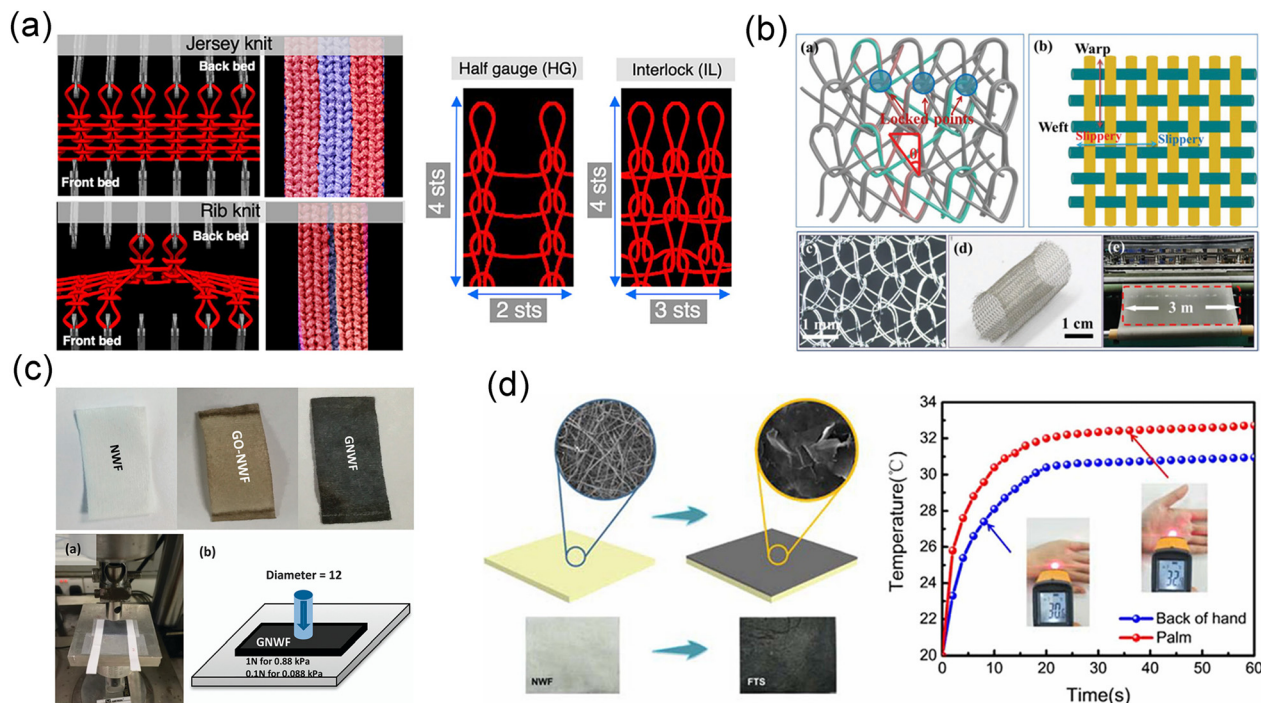 (a)
Jersey knit
Back bed
Front bed
Rib knit
Back bed
Front bed
Half gauge (HG)
4 sts
2 sts
Interlock (IL)
4 sts
3 sts
(b)
(a)
Locked points
θ
(b)
Warp
Weft
Slippery
Slippery
(c)
1 mm
(d)
1 cm
(e)
3 m
(c)
NWF
GO-NWF
GNWF
(a)
(b)
Diameter = 12
GNWF
1N for 0.88 kPa
0.1N for 0.088 kPa
(d)
NWF
FTS
Temperature(℃)
34
32
30
28
26
24
22
20
0
10
20
30
40
50
60
Time(s)
32
30.6
Back of hand
Palm